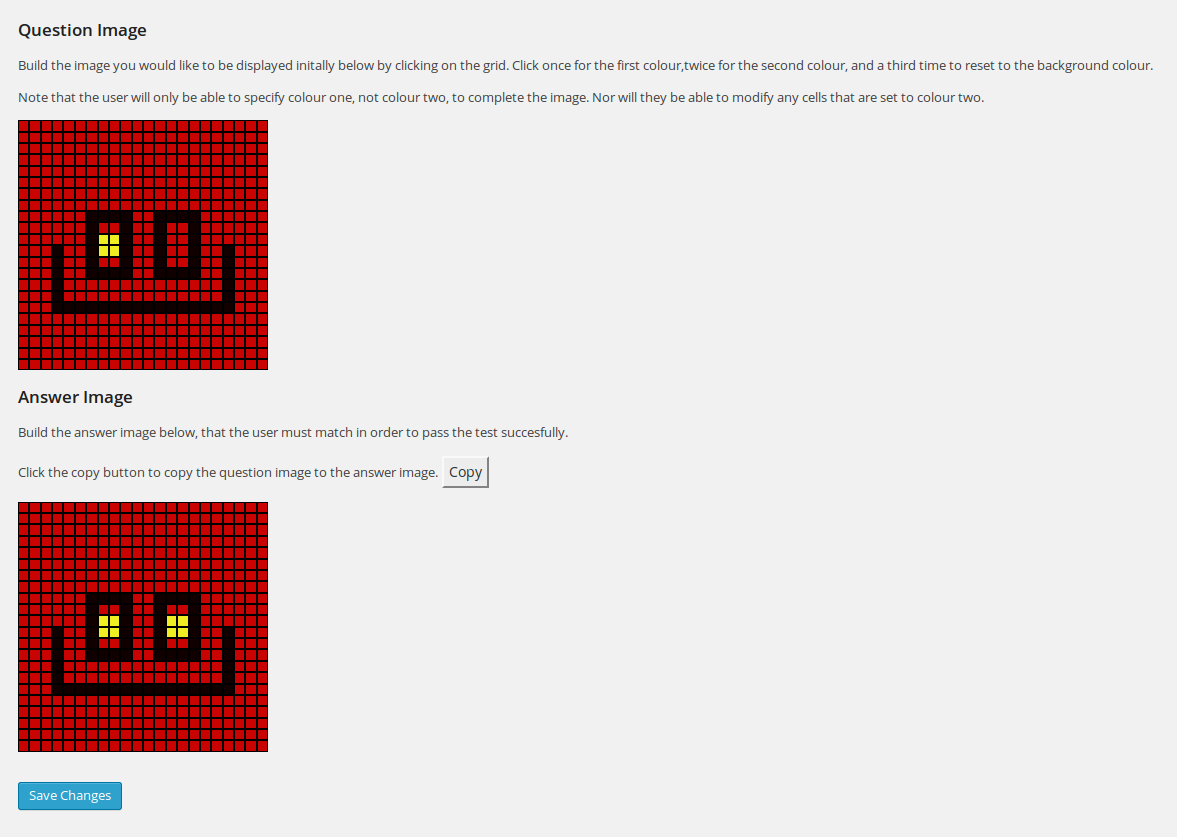 Question Image
Build the image you would like to be displayed initally below by clicking on the grid. Click once for the first colour,twice for the second colour, and a third time to reset to the background colour.
Note that the user will only be able to specify colour one, not colour two, to complete the image. Nor will they be able to modify any cells that are set to colour two.
Answer Image
Build the answer image below, that the user must match in order to pass the test succesfully.
Click the copy button to copy the question image to the answer image. Copy
Save Changes